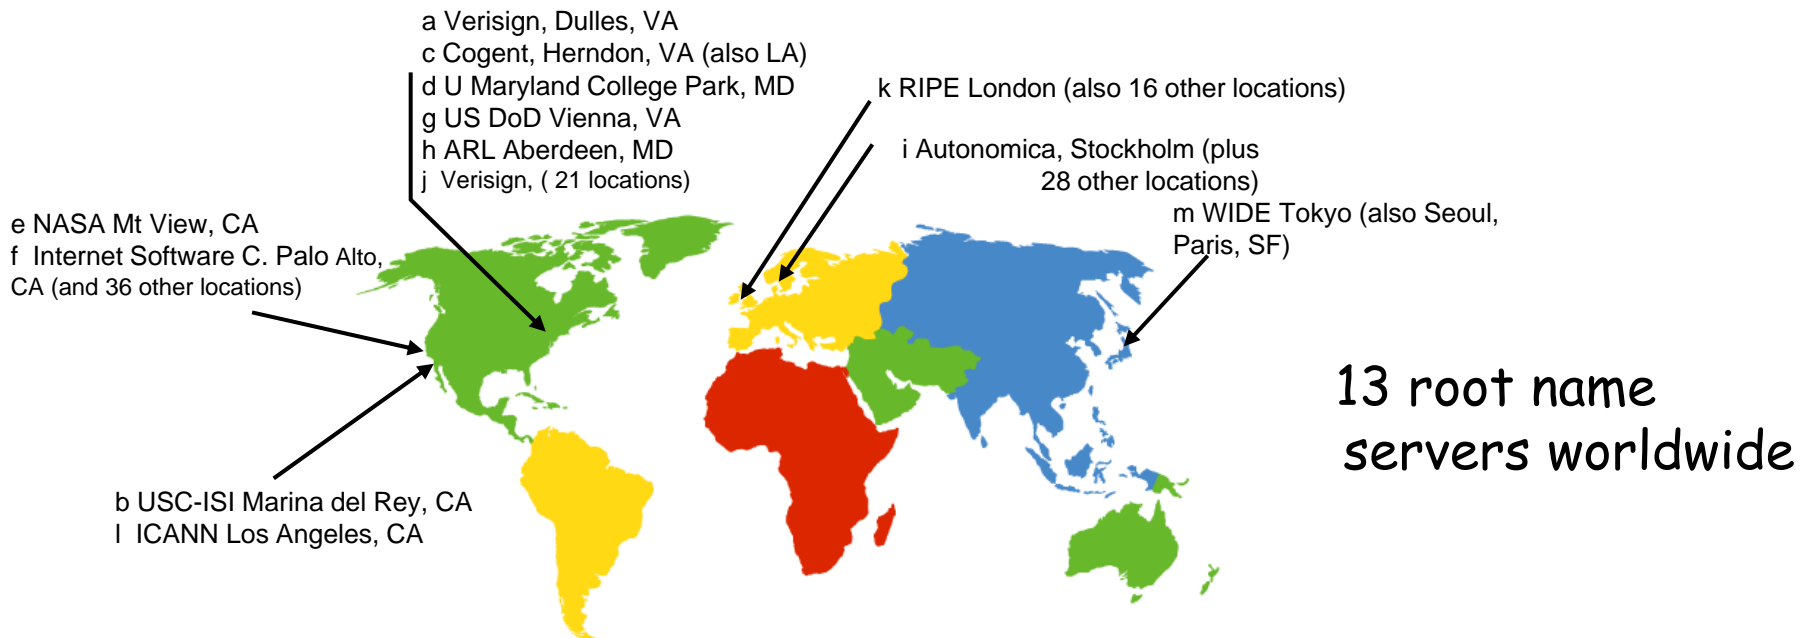 a Verisign, Dulles, VA
c Cogent, Herndon, VA (also LA)
d U Maryland College Park, MD
g US DoD Vienna, VA
h ARL Aberdeen, MD
j Verisign, ( 21 locations)
k RIPE London (also 16 other locations)
i Autonomica, Stockholm (plus
28 other locations)
m WIDE Tokyo (also Seoul,
Paris, SF)
e NASA Mt View, CA
f Internet Software C. Palo Alto,
CA (and 36 other locations)
13 root name
servers worldwide
b USC-ISI Marina del Rey, CA
l ICANN Los Angeles, CA